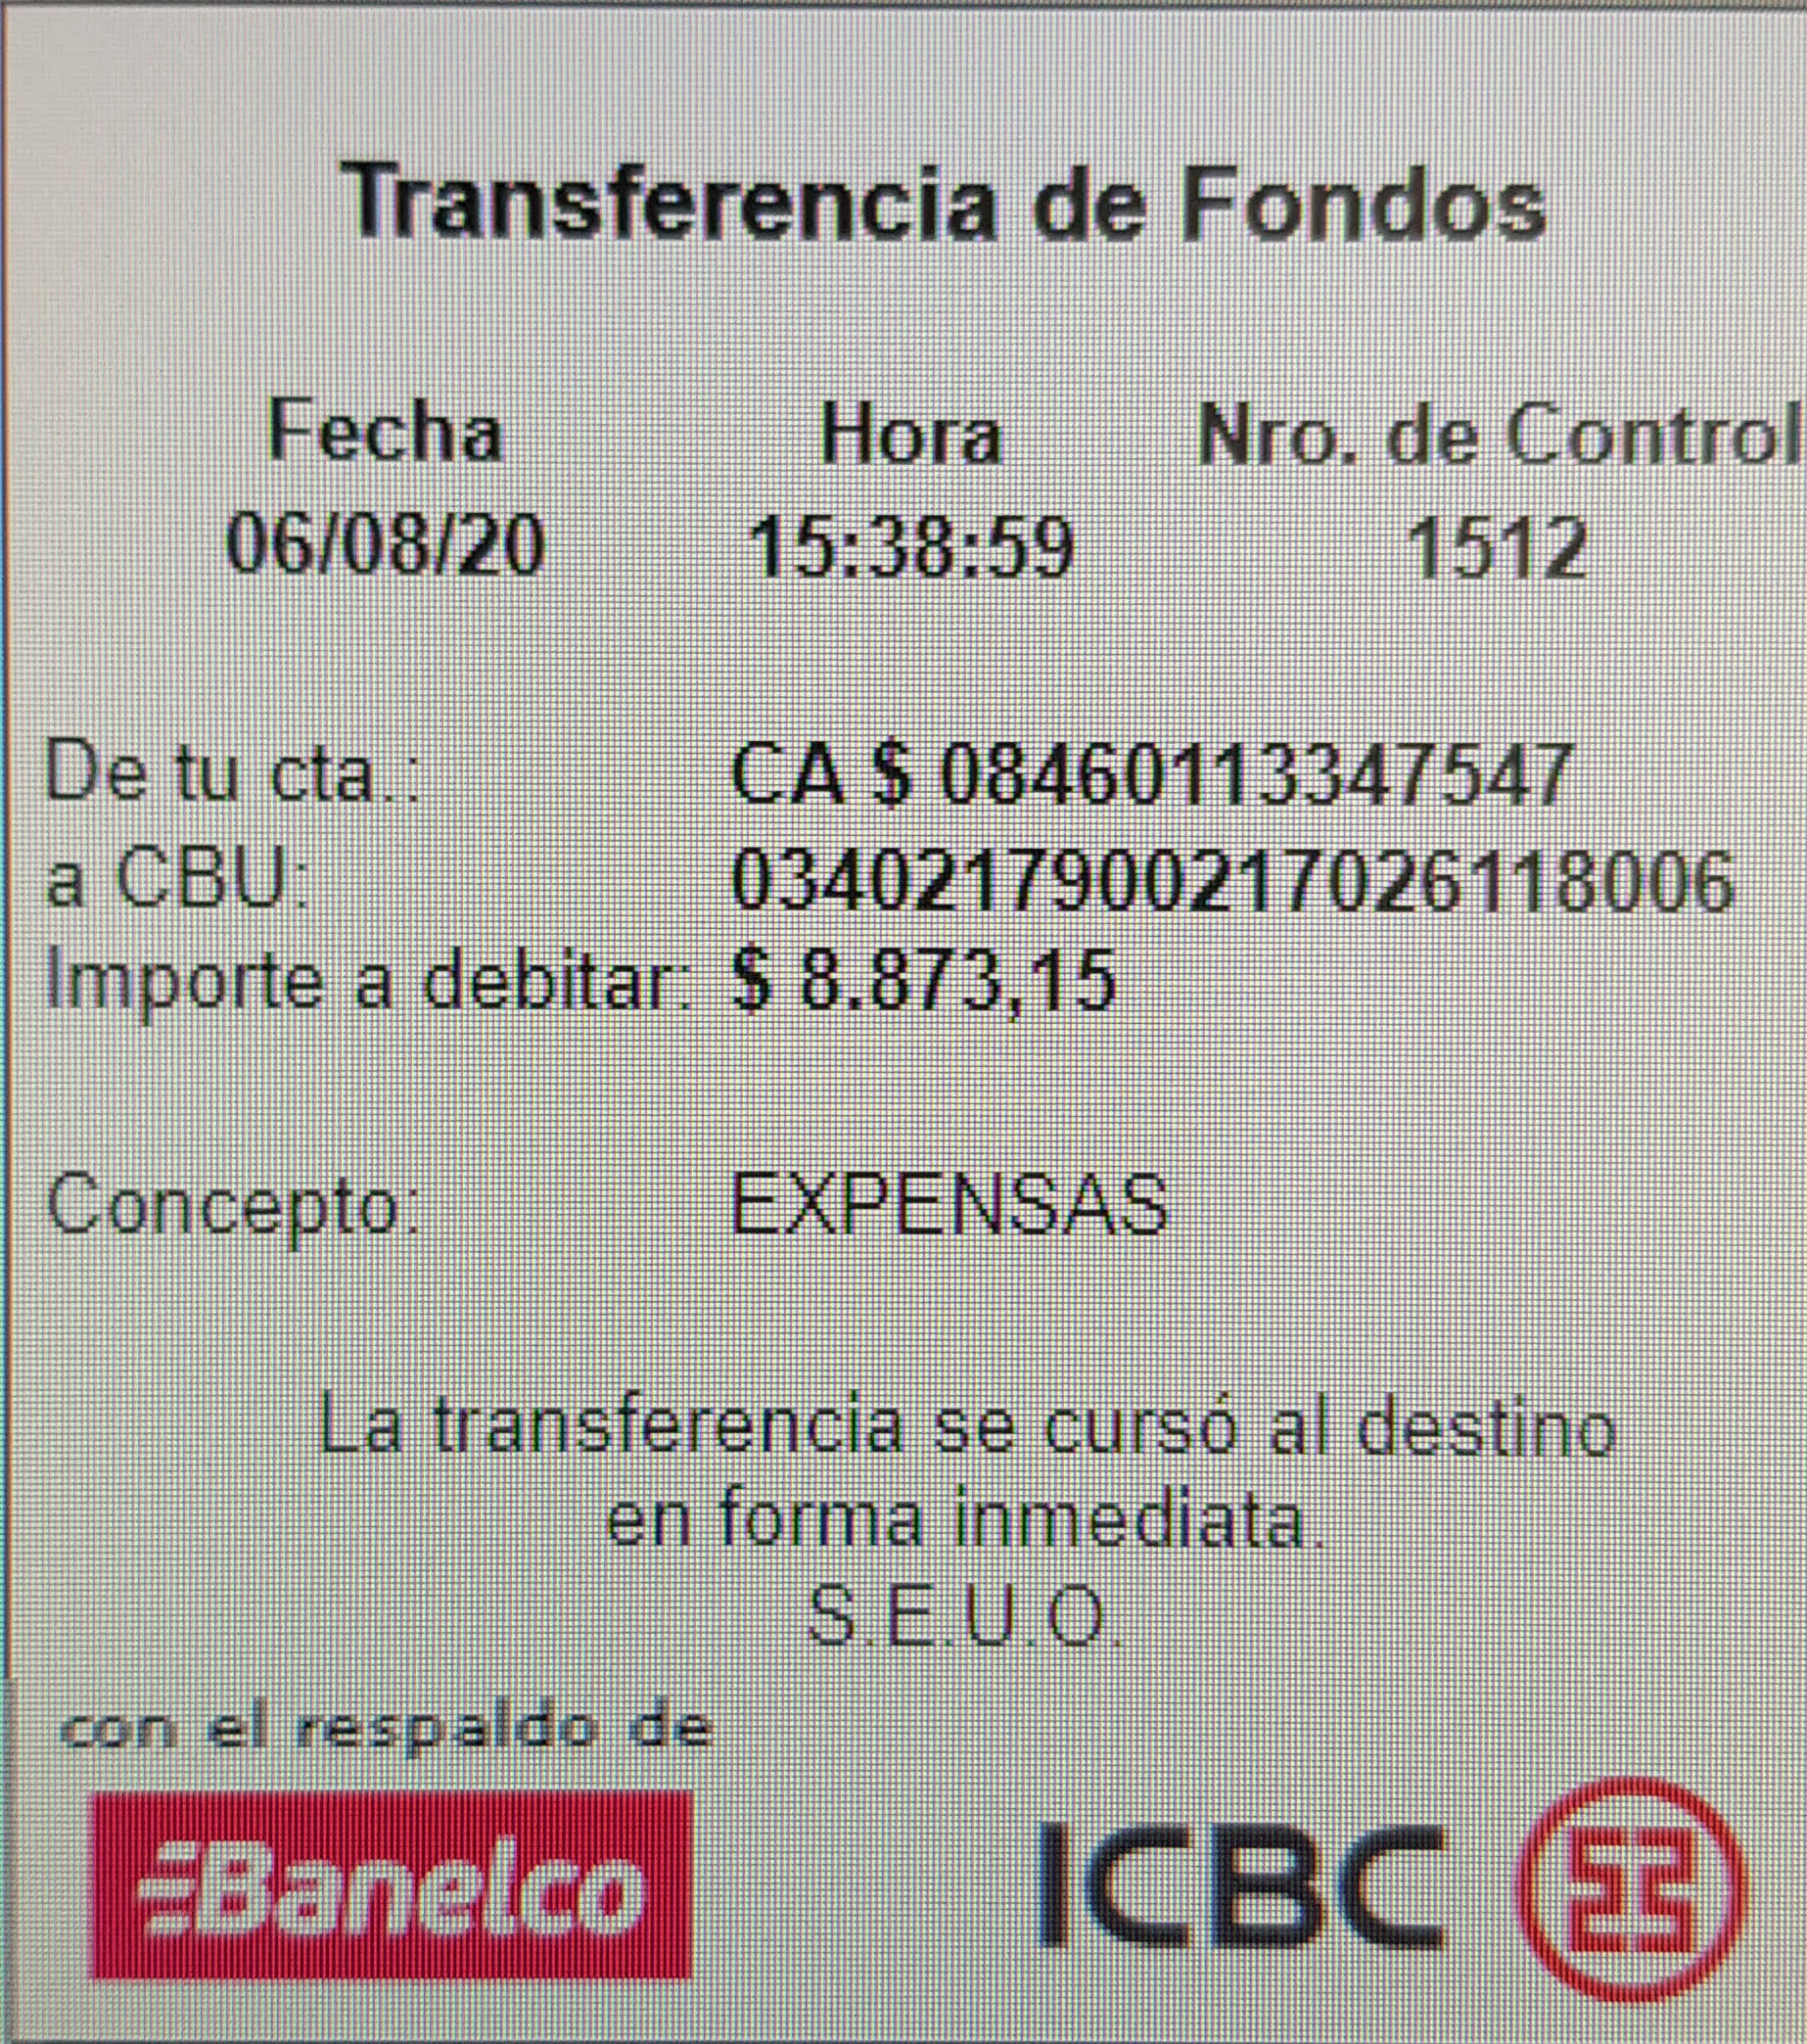 Transferencia de Fondos
Fecha Hora Nro. de Control
06/08/20 15:38:59 1512
De tu cta.: CA $ 08460113347547
a CBU: 0340217900217026118006
Importe a debitar: $ 8.873,15
Concepto: EXPENSAS
La transferencia se cursó al destino
en forma inmediata.
S.E.U.O.
con el respaldo de
Banelco ICBC